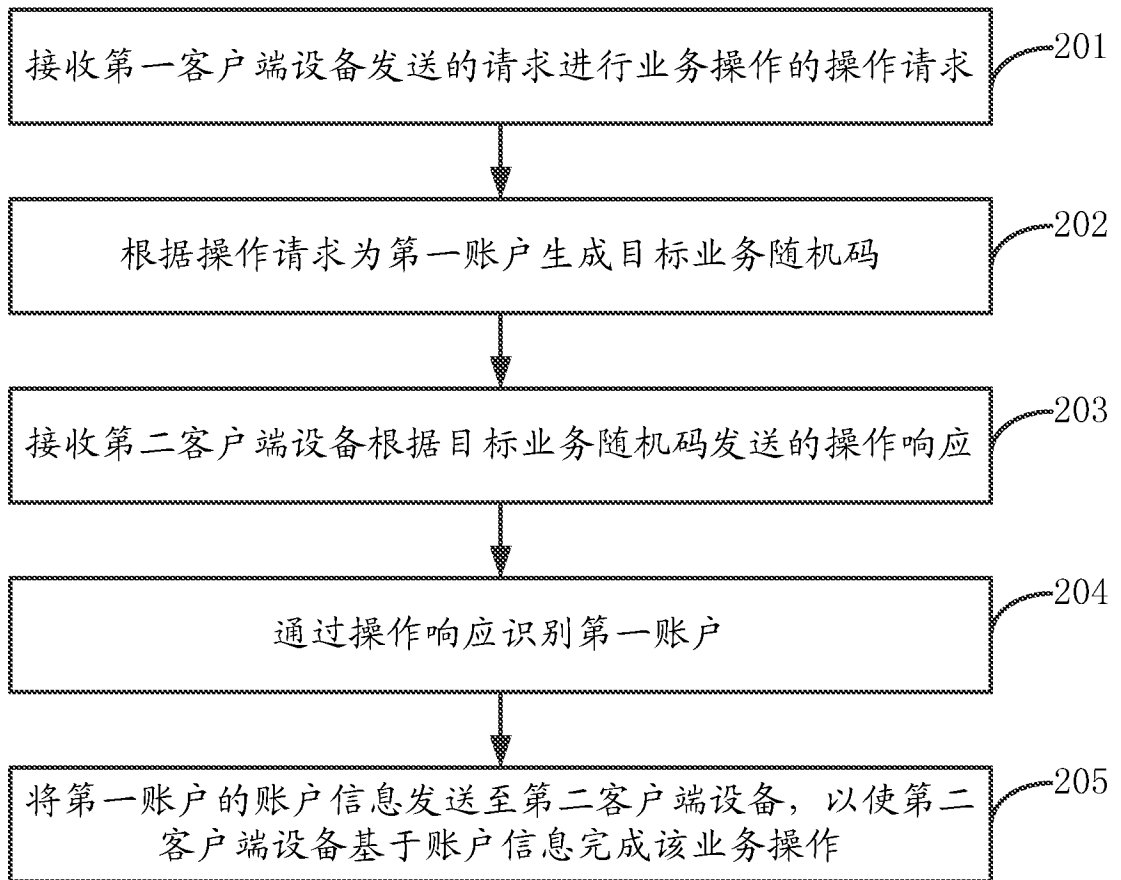 接收第一客户端设备发送的请求进行业务操作的操作请求
201
根据操作请求为第一账户生成目标业务随机码
202
接收第二客户端设备根据目标业务随机码发送的操作响应
203
通过操作响应识别第一账户
204
将第一账户的账户信息发送至第二客户端设备，以使第二
客户端设备基于账户信息完成该业务操作
205